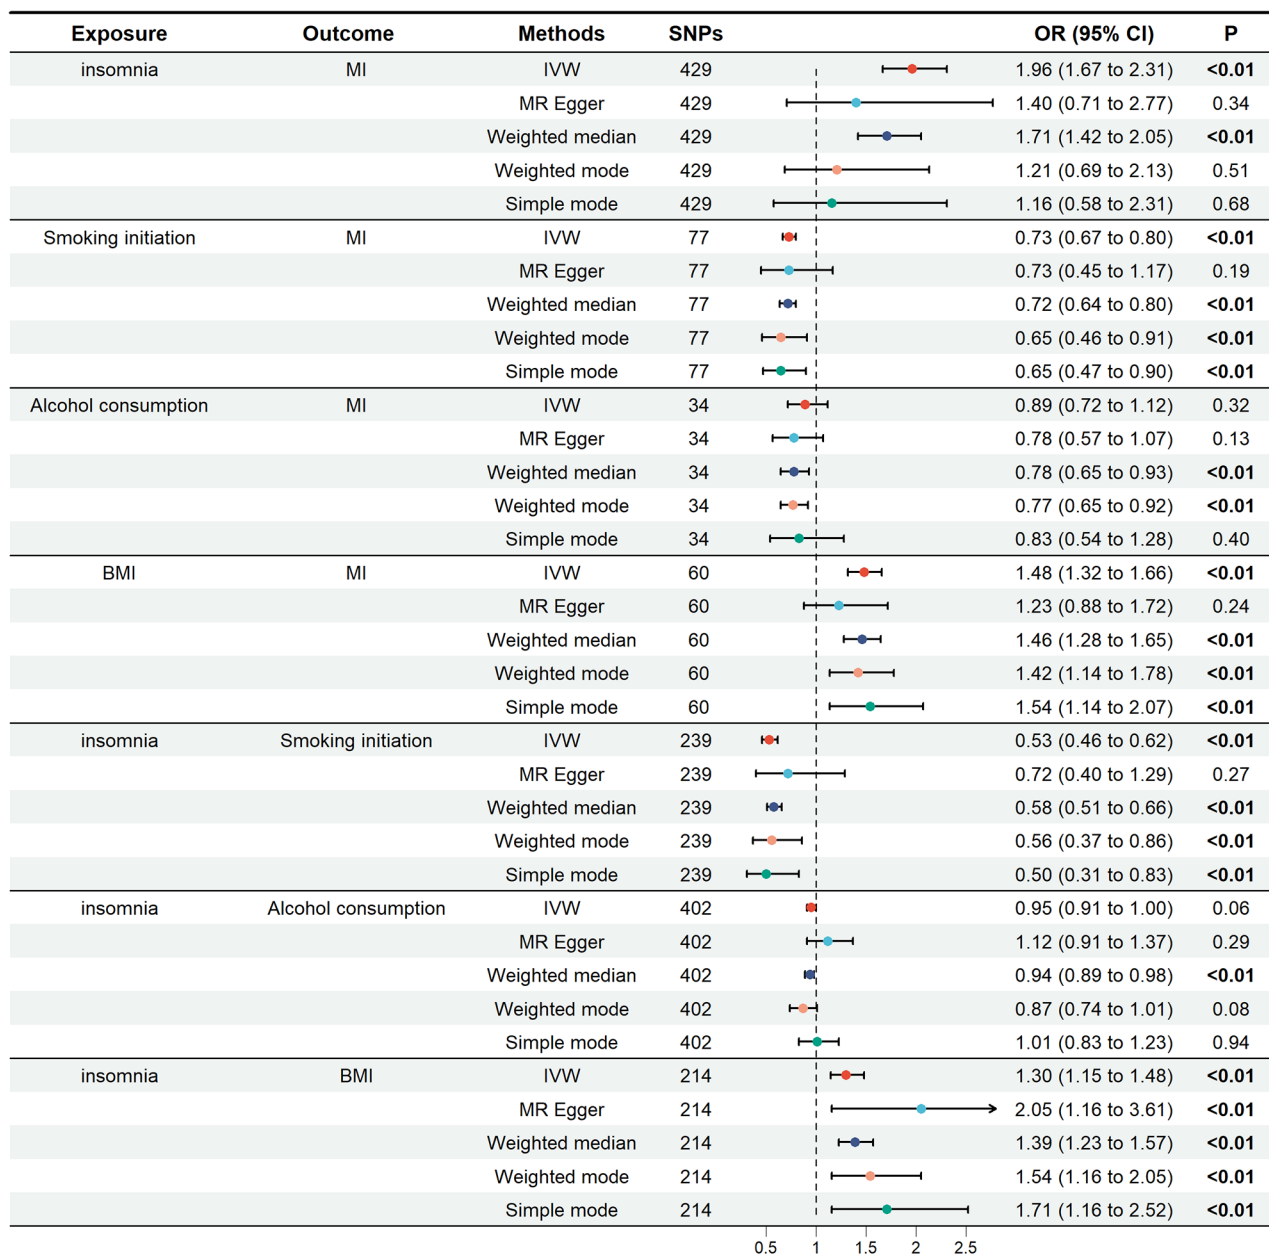 Exposure Outcome Methods SNPs OR (95% CI) P
insomnia MI IVW 429 1.96 (1.67 to 2.31) <0.01
MR Egger 429 1.40 (0.71 to 2.77) 0.34
Weighted median 429 1.71 (1.42 to 2.05) <0.01
Weighted mode 429 1.21 (0.69 to 2.13) 0.51
Simple mode 429 1.16 (0.58 to 2.31) 0.68
Smoking initiation MI IVW 77 0.73 (0.67 to 0.80) <0.01
MR Egger 77 0.73 (0.45 to 1.17) 0.19
Weighted median 77 0.72 (0.64 to 0.80) <0.01
Weighted mode 77 0.65 (0.46 to 0.91) <0.01
Simple mode 77 0.65 (0.47 to 0.90) <0.01
Alcohol consumption MI IVW 34 0.89 (0.72 to 1.12) 0.32
MR Egger 34 0.78 (0.57 to 1.07) 0.13
Weighted median 34 0.78 (0.65 to 0.93) <0.01
Weighted mode 34 0.77 (0.65 to 0.92) <0.01
Simple mode 34 0.83 (0.54 to 1.28) 0.40
BMI MI IVW 60 1.48 (1.32 to 1.66) <0.01
MR Egger 60 1.23 (0.88 to 1.72) 0.24
Weighted median 60 1.46 (1.28 to 1.65) <0.01
Weighted mode 60 1.42 (1.14 to 1.78) <0.01
Simple mode 60 1.54 (1.14 to 2.07) <0.01
insomnia Smoking initiation IVW 239 0.53 (0.46 to 0.62) <0.01
MR Egger 239 0.72 (0.40 to 1.29) 0.27
Weighted median 239 0.58 (0.51 to 0.66) <0.01
Weighted mode 239 0.56 (0.37 to 0.86) <0.01
Simple mode 239 0.50 (0.31 to 0.83) <0.01
insomnia Alcohol consumption IVW 402 0.95 (0.91 to 1.00) 0.06
MR Egger 402 1.12 (0.91 to 1.37) 0.29
Weighted median 402 0.94 (0.89 to 0.98) <0.01
Weighted mode 402 0.87 (0.74 to 1.01) 0.08
Simple mode 402 1.01 (0.83 to 1.23) 0.94
insomnia BMI IVW 214 1.30 (1.15 to 1.48) <0.01
MR Egger 214 2.05 (1.16 to 3.61) <0.01
Weighted median 214 1.39 (1.23 to 1.57) <0.01
Weighted mode 214 1.54 (1.16 to 2.05) <0.01
Simple mode 214 1.71 (1.16 to 2.52) <0.01
0.5 1 1.5 2 2.5